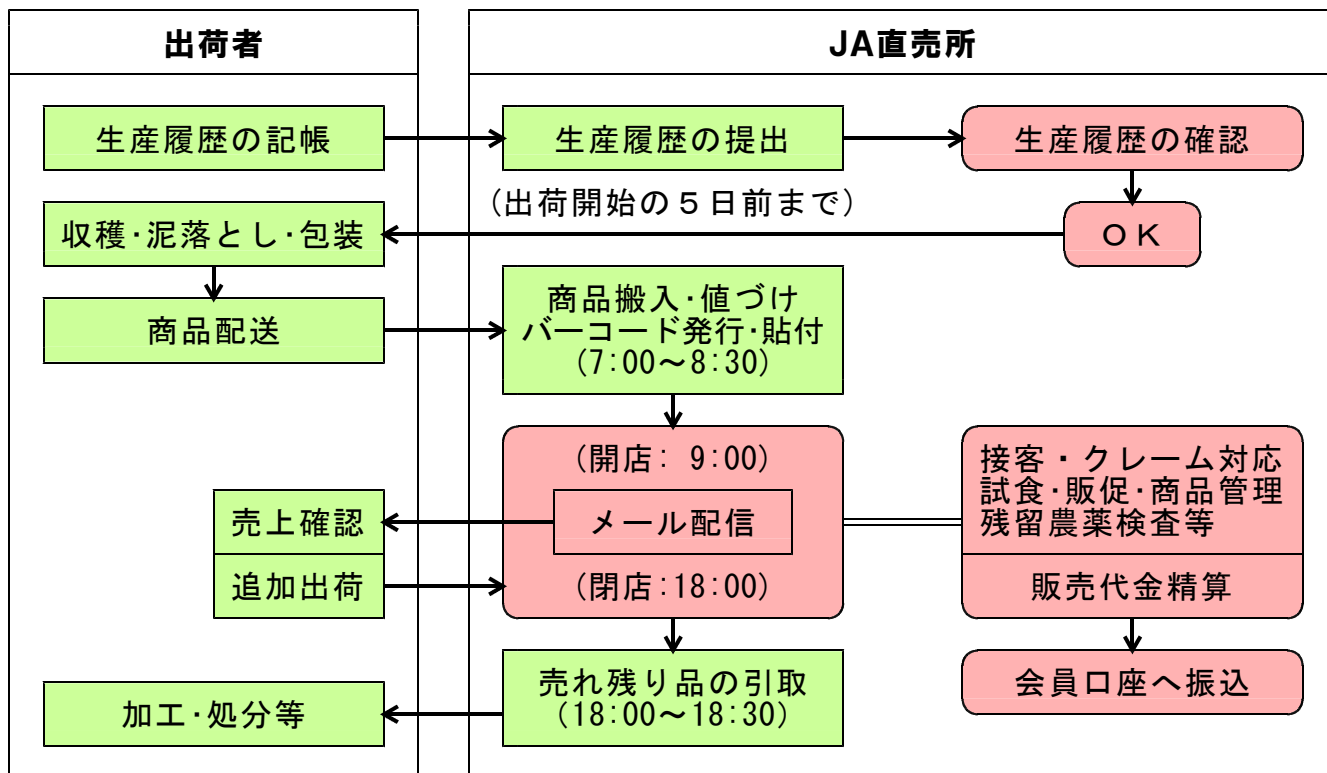 出荷者
JA直売所
生産履歴の記帳
生産履歴の提出
生産履歴の確認
(出荷開始の５日前まで)
収穫･泥落とし･包装
ＯＫ
商品配送
商品搬入･値づけ
バーコード発行･貼付
(7:00～8:30)
(開店: 9:00)
メール配信
(閉店:18:00)
売上確認
追加出荷
接客・クレーム対応
試食･販促･商品管理
残留農薬検査等
販売代金精算
売れ残り品の引取
(18:00～18:30)
会員口座へ振込
加工･処分等